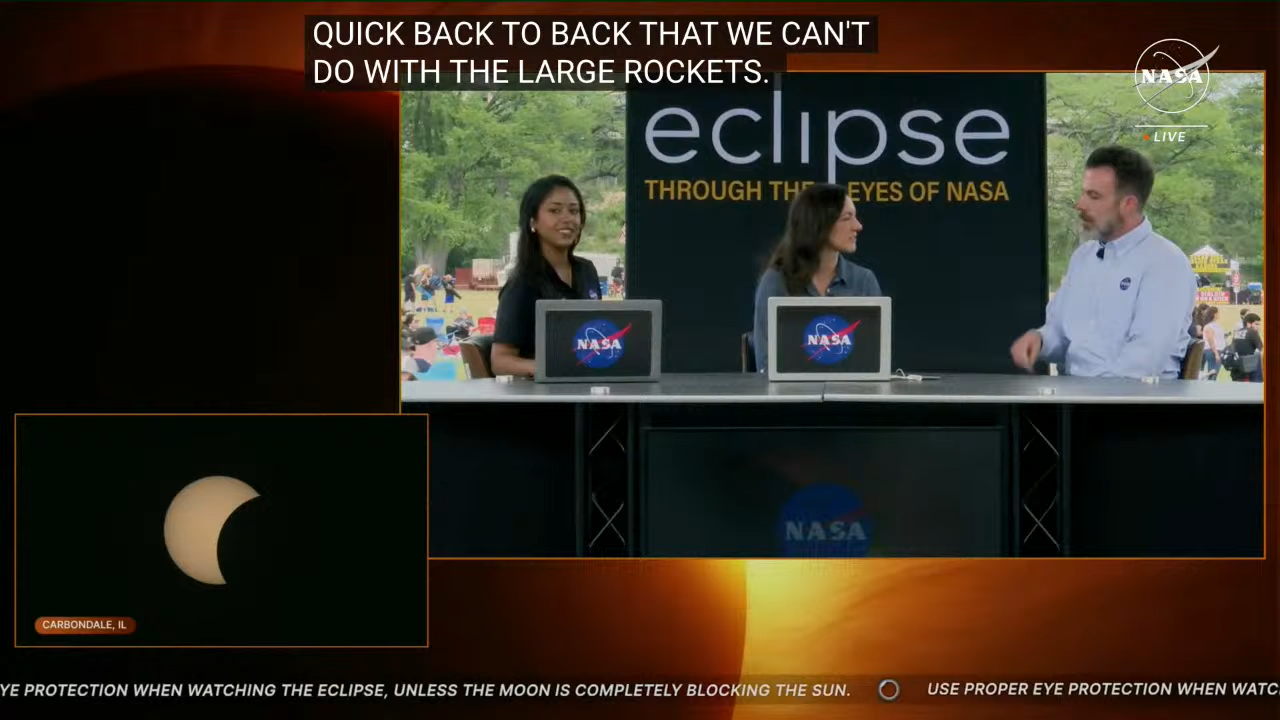 QUICK BACK TO BACK THAT WE CAN'T
DO WITH THE LARGE ROCKETS.
NASA
LIVE
eclipse
THROUGH THE EYES OF NASA
NASA
NASA
NASA
CARBONDALE, IL
YE PROTECTION WHEN WATCHING THE ECLIPSE, UNLESS THE MOON IS COMPLETELY BLOCKING THE SUN.
USE PROPER EYE PROTECTION WHEN WATC